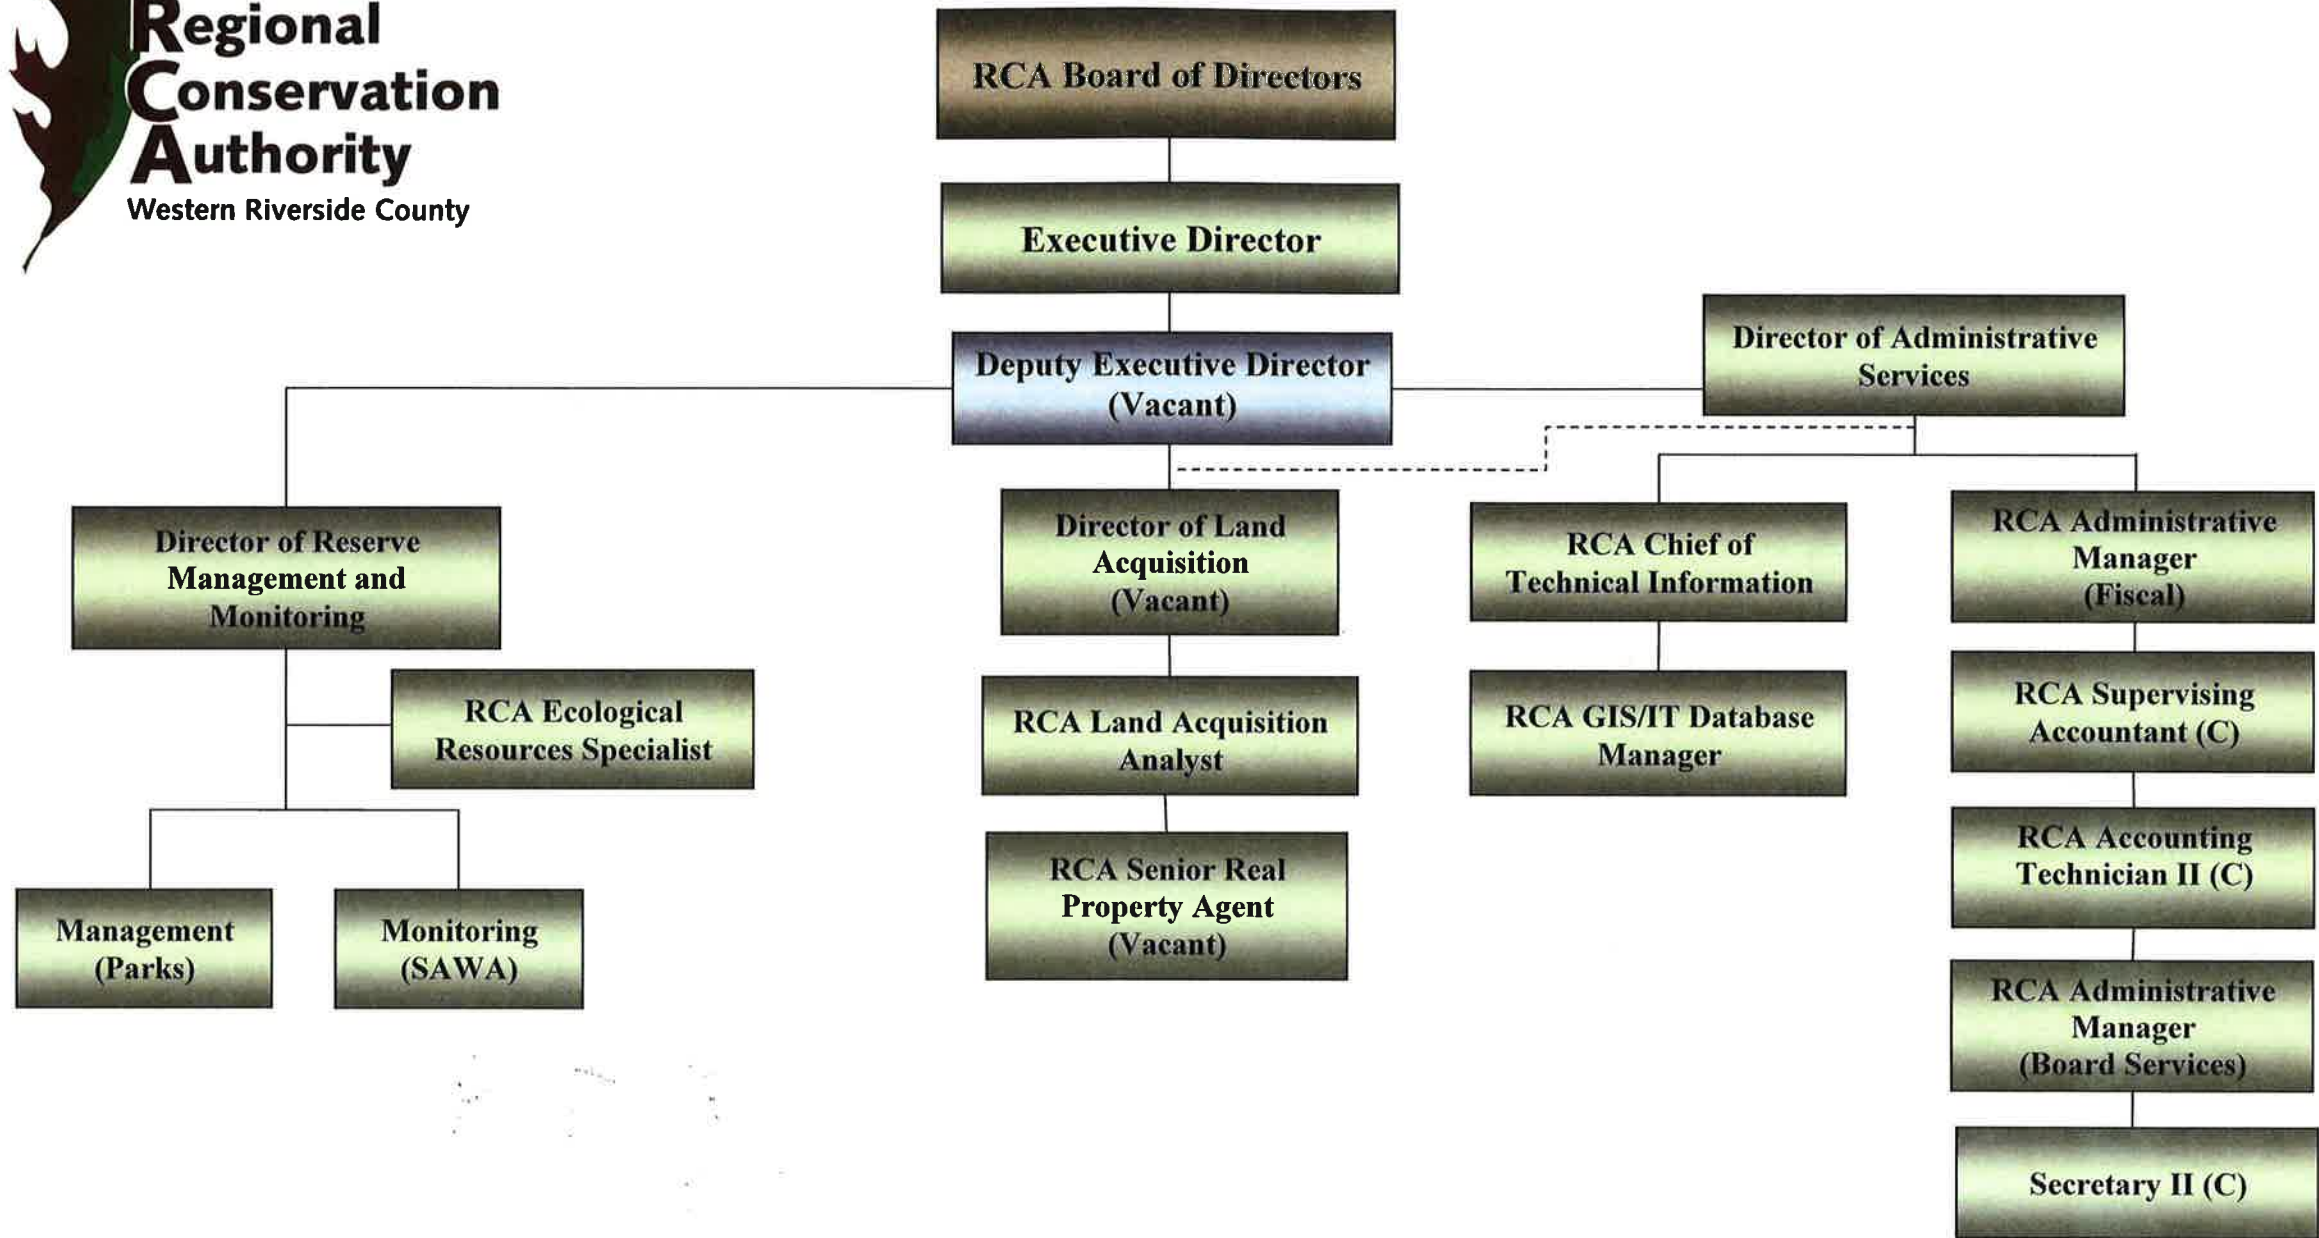 Regional
Conservation
Authority
Western Riverside County
RCA Board of Directors
Executive Director
Deputy Executive Director
(Vacant)
Director of Administrative
Services
Director of Reserve
Management and
Monitoring
RCA Ecological
Resources Specialist
Management
(Parks)
Monitoring
(SAWA)
Director of Land
Acquisition
(Vacant)
RCA Land Acquisition
Analyst
RCA Senior Real
Property Agent
(Vacant)
RCA Chief of
Technical Information
RCA GIS/IT Database
Manager
RCA Administrative
Manager
(Fiscal)
RCA Supervising
Accountant (C)
RCA Accounting
Technician II (C)
RCA Administrative
Manager
(Board Services)
Secretary II (C)